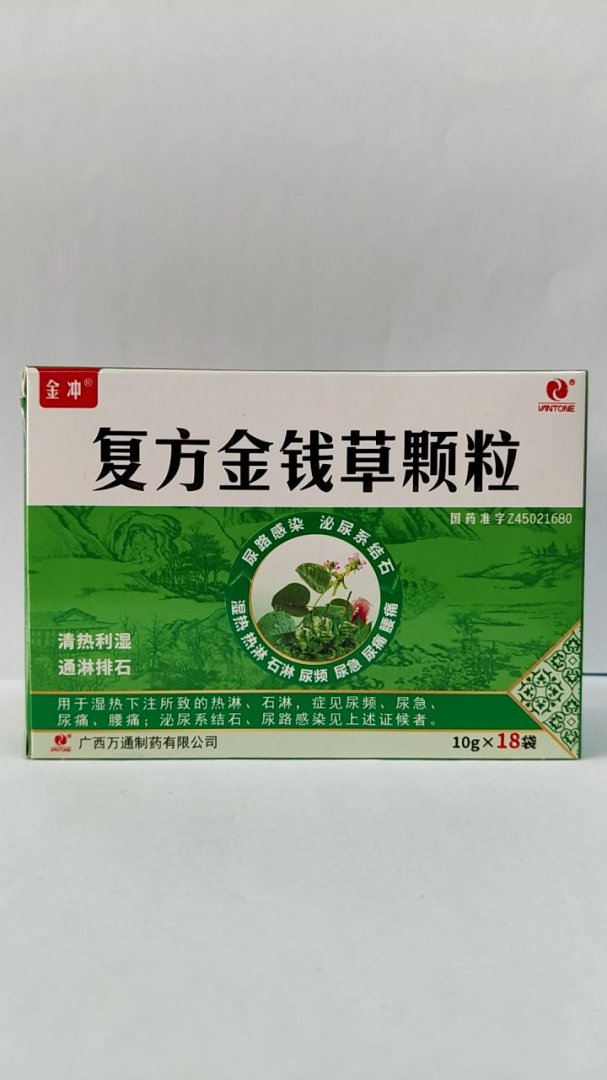 金冲®
VANTONE®
复方金钱草颗粒
国药准字Z45021680
尿路感染 泌尿系结石
湿热 热淋 石淋 尿频 尿急 尿痛 腰痛
清热利湿
通淋排石
用于湿热下注所致的热淋、石淋，症见尿频、尿急、
尿痛、腰痛；泌尿系结石、尿路感染见上述证候者。
VANTONE 广西万通制药有限公司
10g×18袋